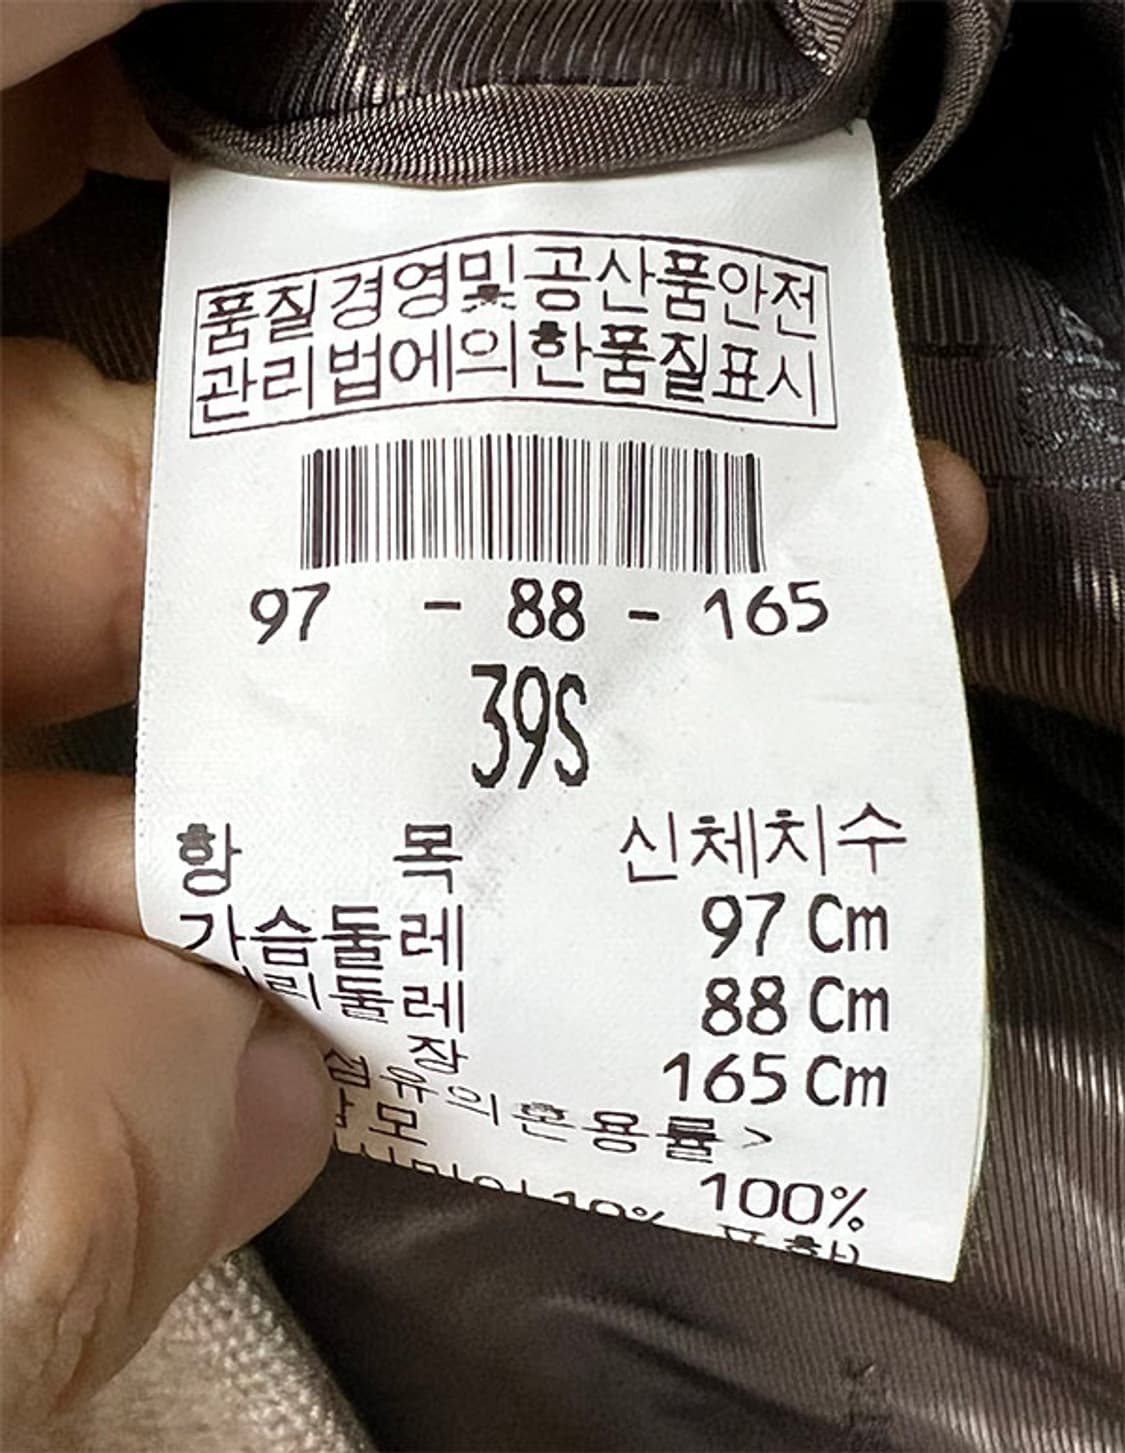 품질경영및공산품안전
관리법에의한품질표시
97 - 88 - 165
39S
항 목 신체치수
가슴둘레 97 Cm
88 Cm
장 165 Cm
섬유의혼용률>
모
100%